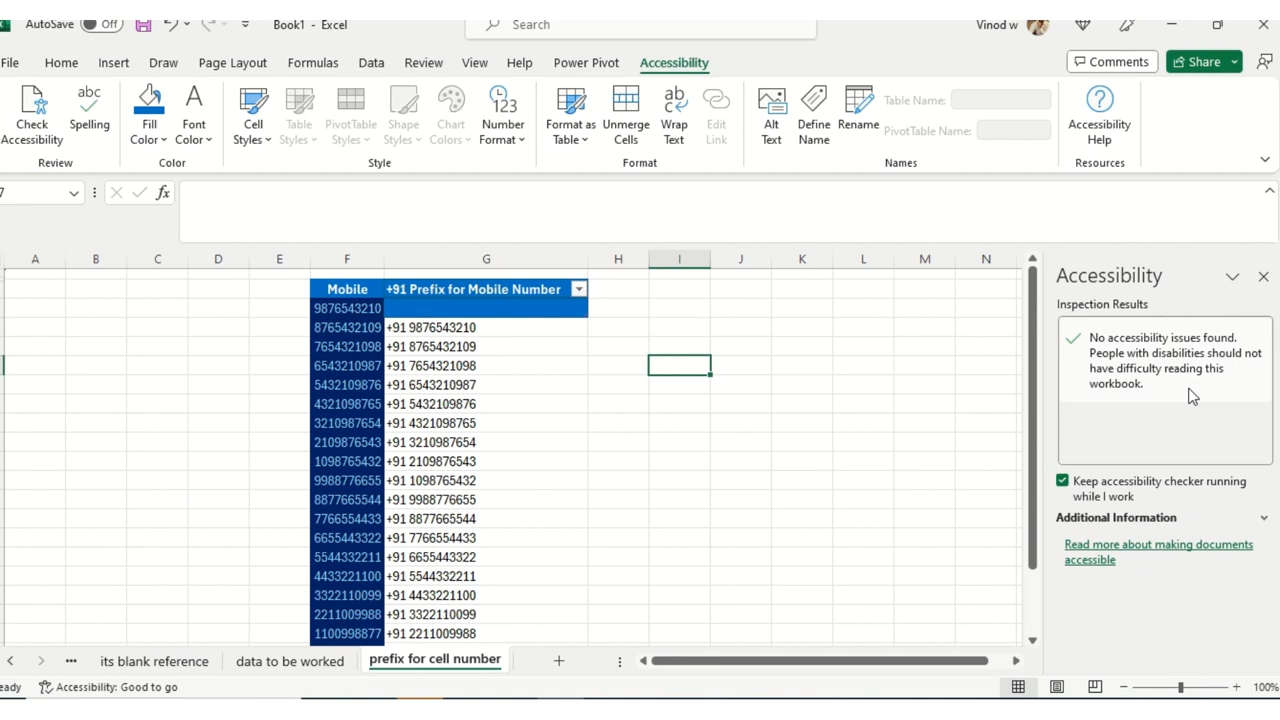 AutoSave Off Book1 - Excel Search Vinod w
File Home Insert Draw Page Layout Formulas Data Review View Help Power Pivot Accessibility Comments Share
Check Accessibility
abc Spelling
Fill Color
Font Color
Cell Styles
Table Styles
PivotTable Styles
Shape Styles
Chart Colors
123 Number Format
Format as Table
Unmerge Cells
ab Wrap Text
Edit Link
Alt Text
Define Name
Rename
Table Name:
PivotTable Name:
Accessibility Help
Review Color Style Format Names Resources
7 fx
A B C D E F G H I J K L M N
Mobile +91 Prefix for Mobile Number
9876543210
8765432109 +91 9876543210
7654321098 +91 8765432109
6543210987 +91 7654321098
5432109876 +91 6543210987
4321098765 +91 5432109876
3210987654 +91 4321098765
2109876543 +91 3210987654
1098765432 +91 2109876543
9988776655 +91 1098765432
8877665544 +91 9988776655
7766554433 +91 8877665544
6655443322 +91 7766554433
5544332211 +91 6655443322
4433221100 +91 5544332211
3322110099 +91 4433221100
2211009988 +91 3322110099
1100998877 +91 2211009988
Accessibility
Inspection Results
No accessibility issues found.
People with disabilities should not
have difficulty reading this
workbook.
Keep accessibility checker running
while I work
Additional Information
Read more about making documents
accessible
its blank reference data to be worked prefix for cell number
eady Accessibility: Good to go 100%